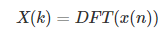 X(k) = DFT(x(n))